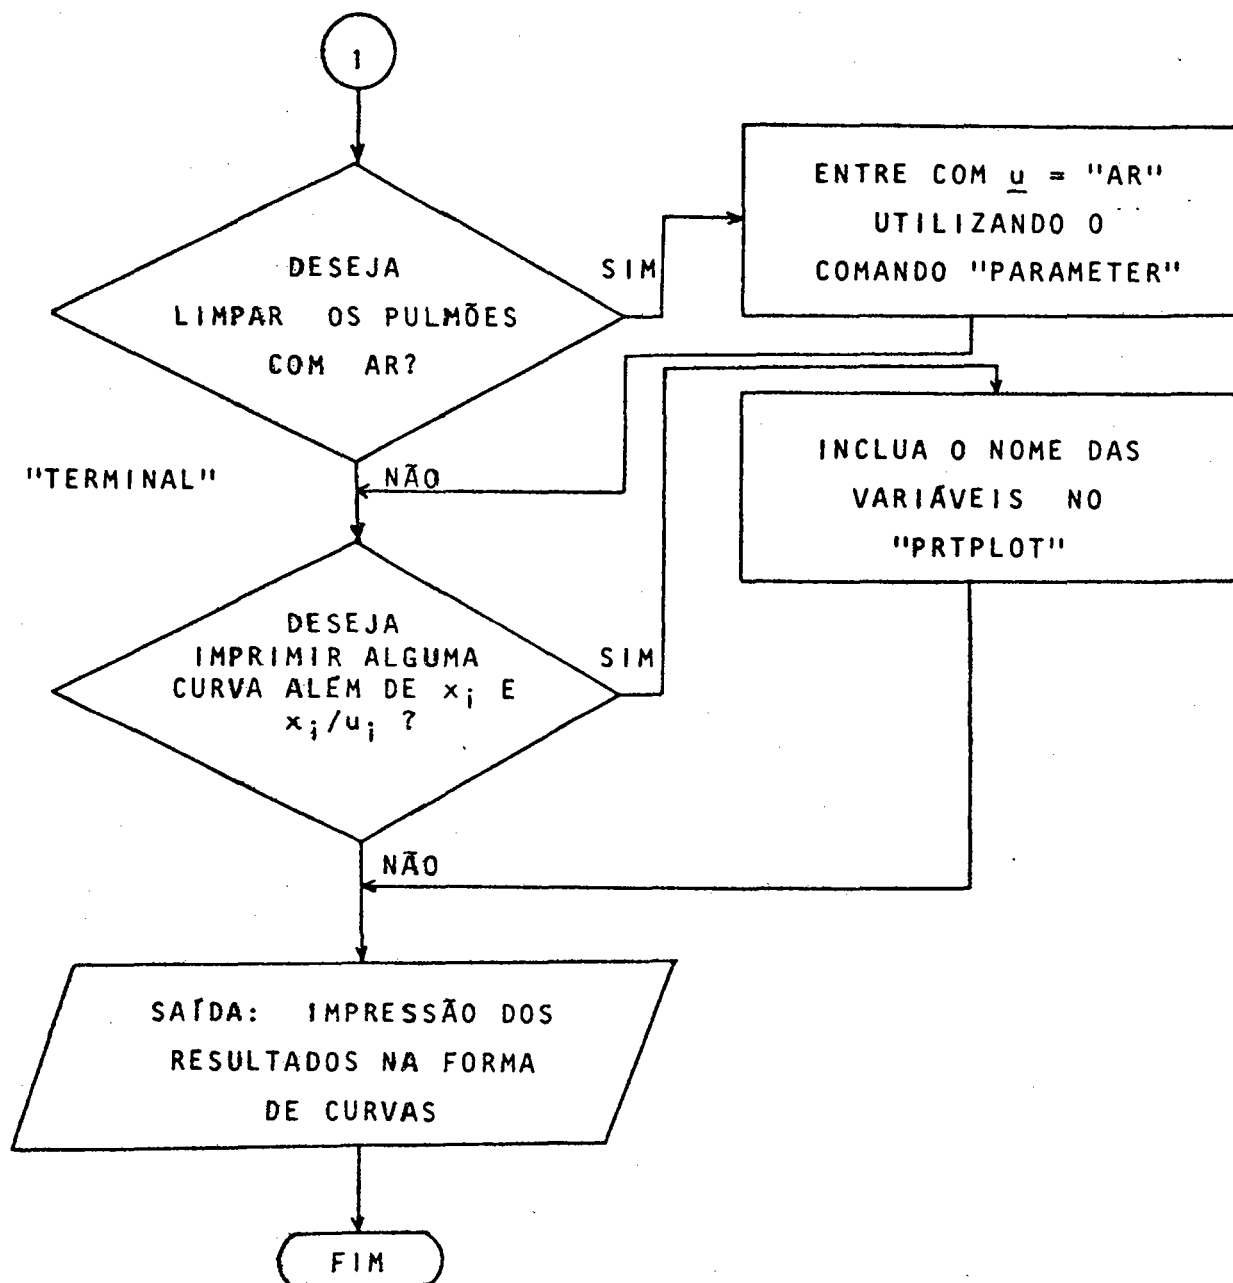 1
ENTRE COM u = "AR"
UTILIZANDO O
COMANDO "PARAMETER"
DESEJA
LIMPAR OS PULMÕES
COM AR?
SIM
"TERMINAL"
NÃO
INCLUA O NOME DAS
VARIÁVEIS NO
"PRTPLOT"
DESEJA
IMPRIMIR ALGUMA
CURVA ALÉM DE xi E
xi/ui ?
SIM
NÃO
SAÍDA: IMPRESSÃO DOS
RESULTADOS NA FORMA
DE CURVAS
FIM